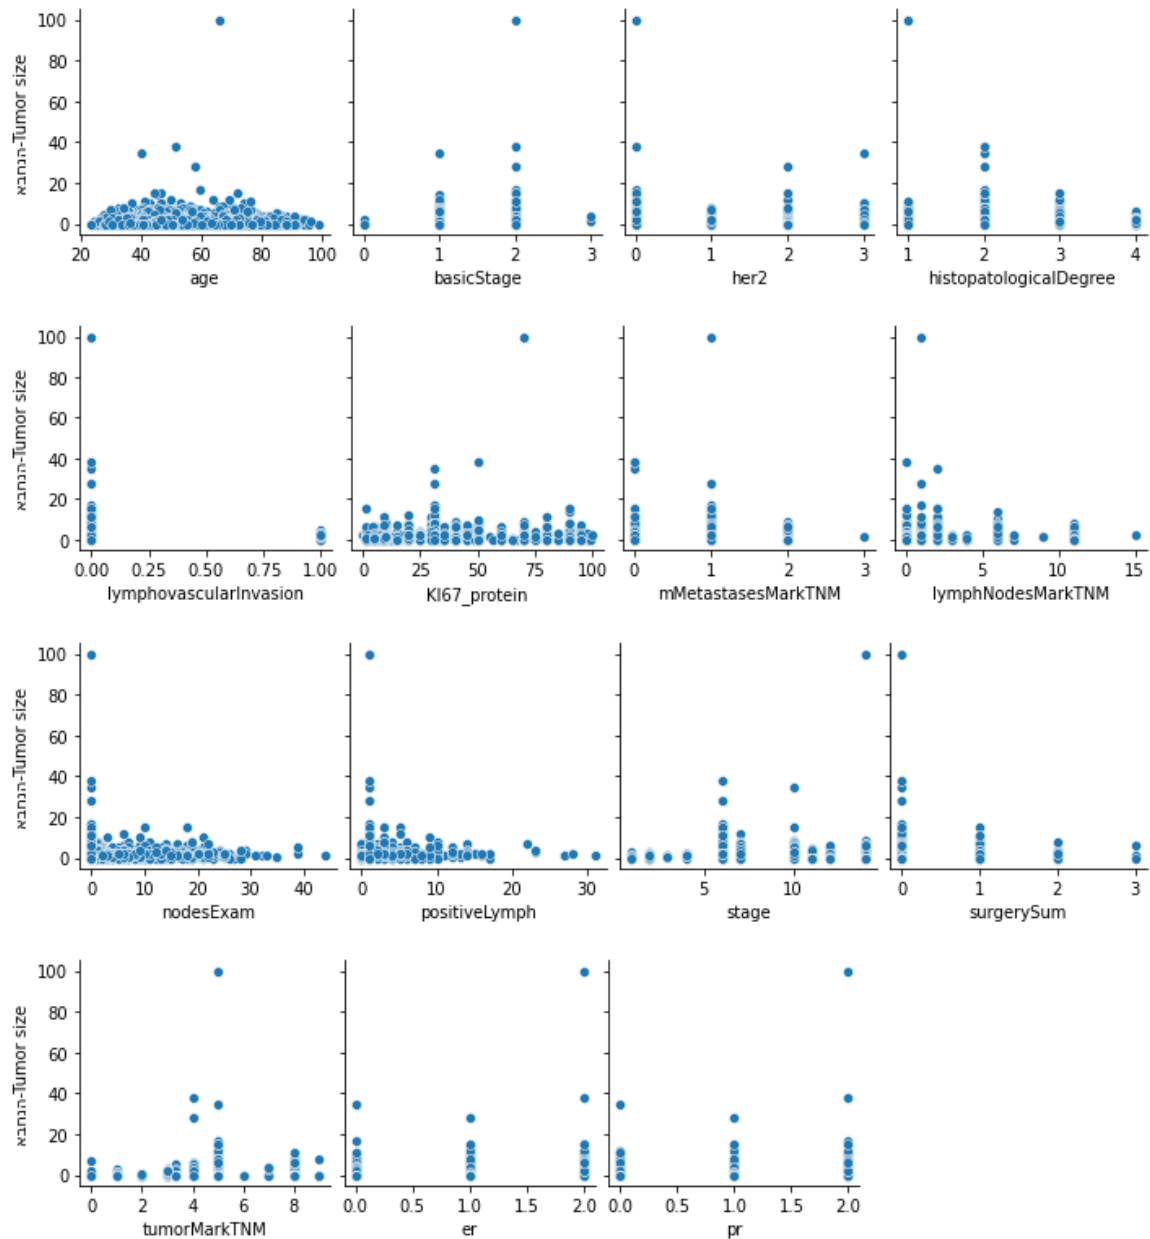 אבחנה-Tumor size
100
80
60
40
20
0
20 40 60 80 100
age
0 1 2 3
basicStage
0 1 2 3
her2
1 2 3 4
histopatologicalDegree
אבחנה-Tumor size
100
80
60
40
20
0
0.00 0.25 0.50 0.75 1.00
lymphovascularInvasion
0 25 50 75 100
KI67_protein
0 1 2 3
mMetastasesMarkTNM
0 5 10 15
lymphNodesMarkTNM
אבחנה-Tumor size
100
80
60
40
20
0
0 10 20 30 40
nodesExam
0 10 20 30
positiveLymph
5 10
stage
0 1 2 3
surgerySum
אבחנה-Tumor size
100
80
60
40
20
0
0 2 4 6 8
tumorMarkTNM
0.0 0.5 1.0 1.5 2.0
er
0.0 0.5 1.0 1.5 2.0
pr